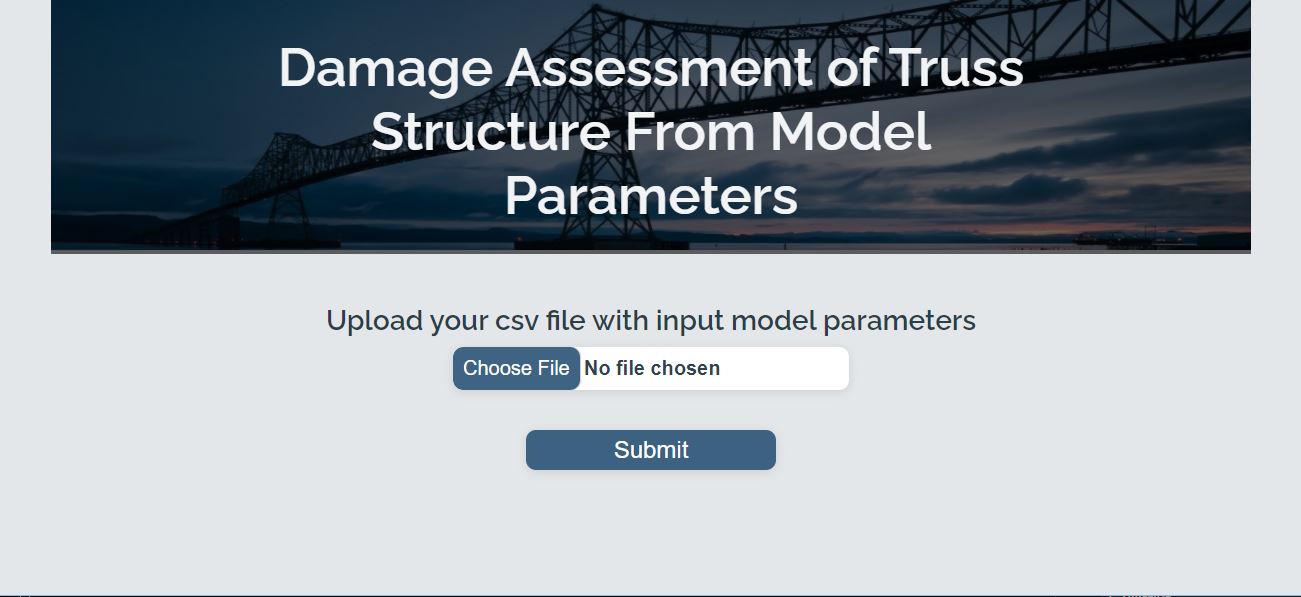 Damage Assessment of Truss
Structure From Model
Parameters
Upload your csv file with input model parameters
Choose File No file chosen
Submit